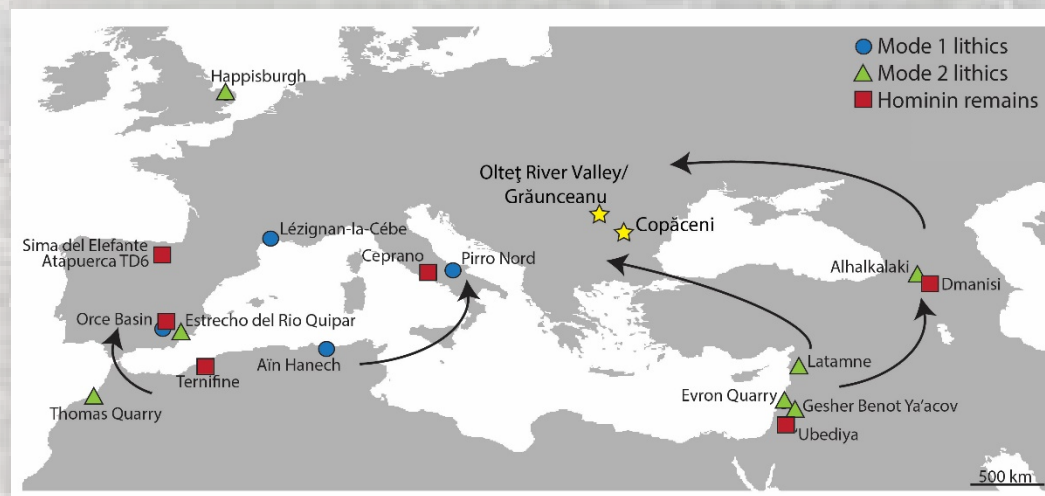 Mode 1 lithics
Mode 2 lithics
Hominin remains
Happisburgh
Olteţ River Valley/
Grăunceanu
Copăceni
Lézignan-la-Cèbe
Sima del Elefante
Atapuerca TD6
Ceprano
Pirro Nord
Alhalkalaki
Dmanisi
Orce Basin
Estrecho del Rio Quipar
Aïn Hanech
Ternifine
Thomas Quarry
Latamne
Evron Quarry
Gesher Benot Ya'acov
'Ubediya
500 km